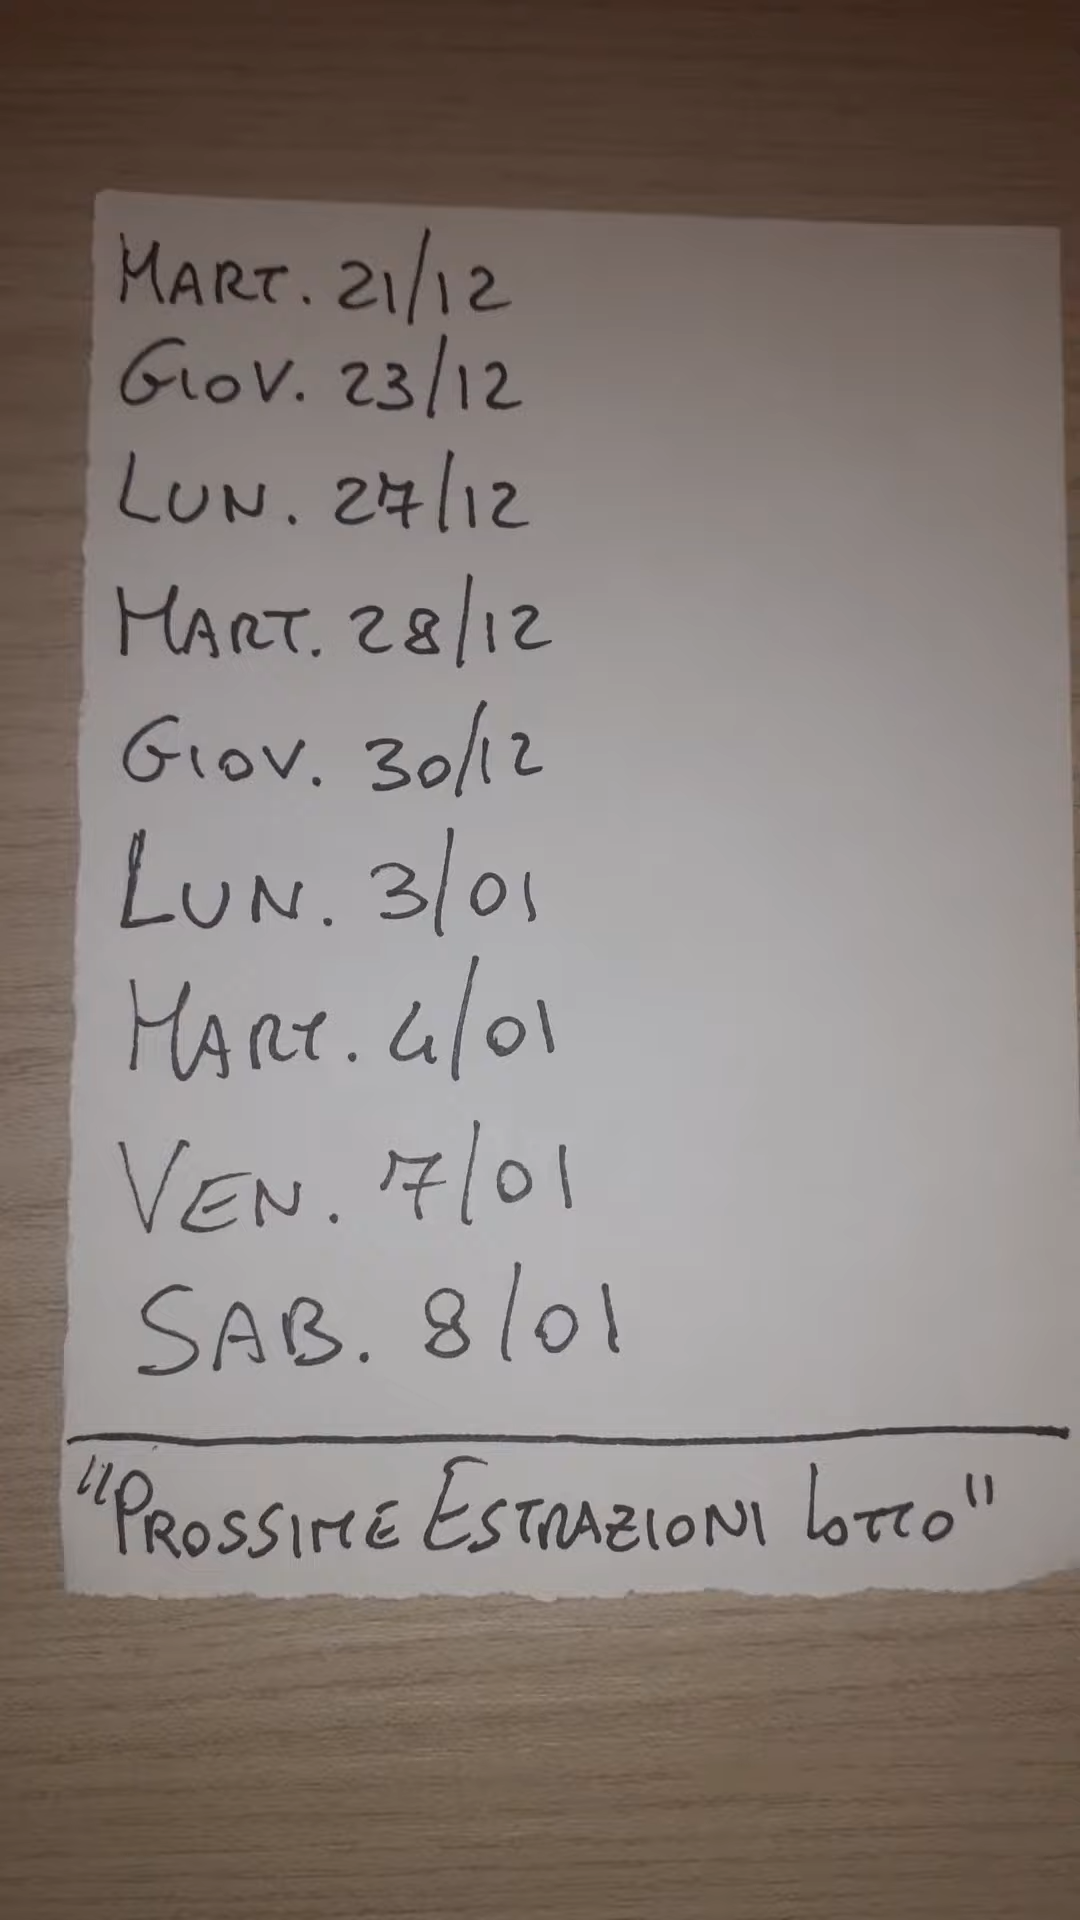 MART. 21/12
GIOV. 23/12
LUN. 27/12
MART. 28/12
GIOV. 30/12
LUN. 3/01
MART. 4/01
VEN. 7/01
SAB. 8/01
"PROSSIME ESTRAZIONI LOTTO"